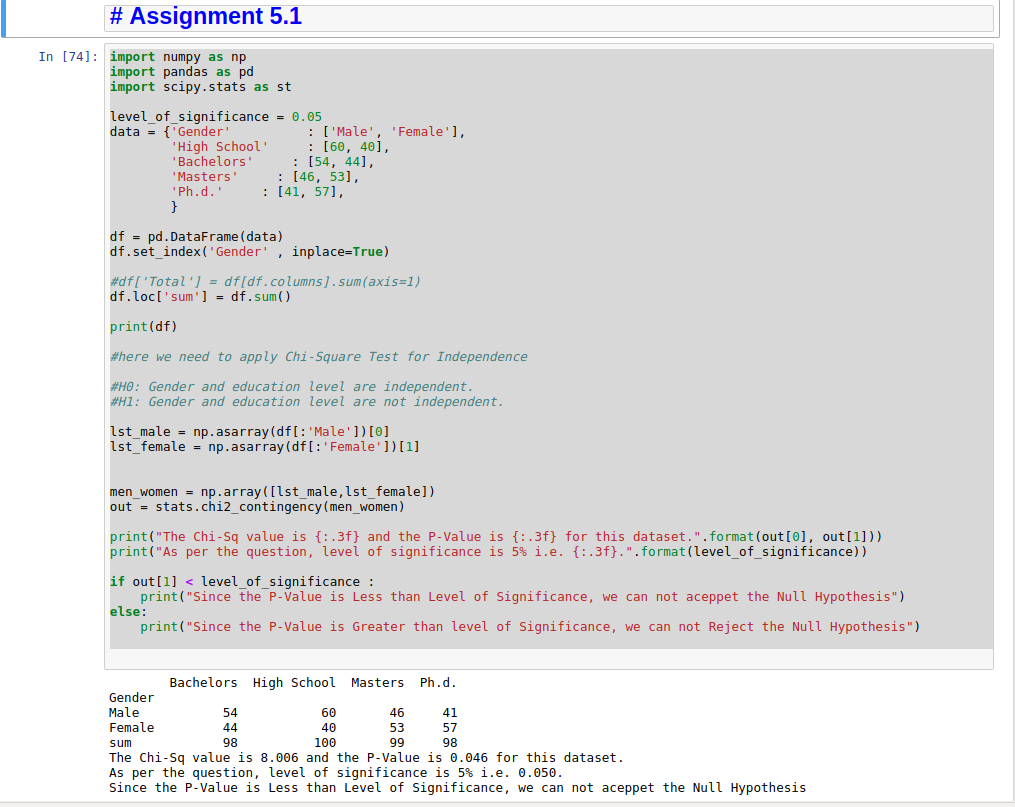 # Assignment 5.1
In [74]:
import numpy as np
import pandas as pd
import scipy.stats as st
level_of_significance = 0.05
data = {'Gender'          : ['Male', 'Female'],
        'High School'     : [60, 40],
        'Bachelors'     : [54, 44],
        'Masters'     : [46, 53],
        'Ph.d.'     : [41, 57],
        }
df = pd.DataFrame(data)
df.set_index('Gender' , inplace=True)
#df['Total'] = df[df.columns].sum(axis=1)
df.loc['sum'] = df.sum()
print(df)
#here we need to apply Chi-Square Test for Independence
#H0: Gender and education level are independent.
#H1: Gender and education level are not independent.
lst_male = np.asarray(df[:'Male'])[0]
lst_female = np.asarray(df[:'Female'])[1]
men_women = np.array([lst_male,lst_female])
out = stats.chi2_contingency(men_women)
print("The Chi-Sq value is {:.3f} and the P-Value is {:.3f} for this dataset.".format(out[0], out[1]))
print("As per the question, level of significance is 5% i.e. {:.3f}.".format(level_of_significance))
if out[1] < level_of_significance :
    print("Since the P-Value is Less than Level of Significance, we can not aceppet the Null Hypothesis")
else:
    print("Since the P-Value is Greater than level of Significance, we can not Reject the Null Hypothesis")
        Bachelors  High School  Masters  Ph.d.
Gender
Male           54           60       46     41
Female         44           40       53     57
sum            98          100       99     98
The Chi-Sq value is 8.006 and the P-Value is 0.046 for this dataset.
As per the question, level of significance is 5% i.e. 0.050.
Since the P-Value is Less than Level of Significance, we can not aceppet the Null Hypothesis